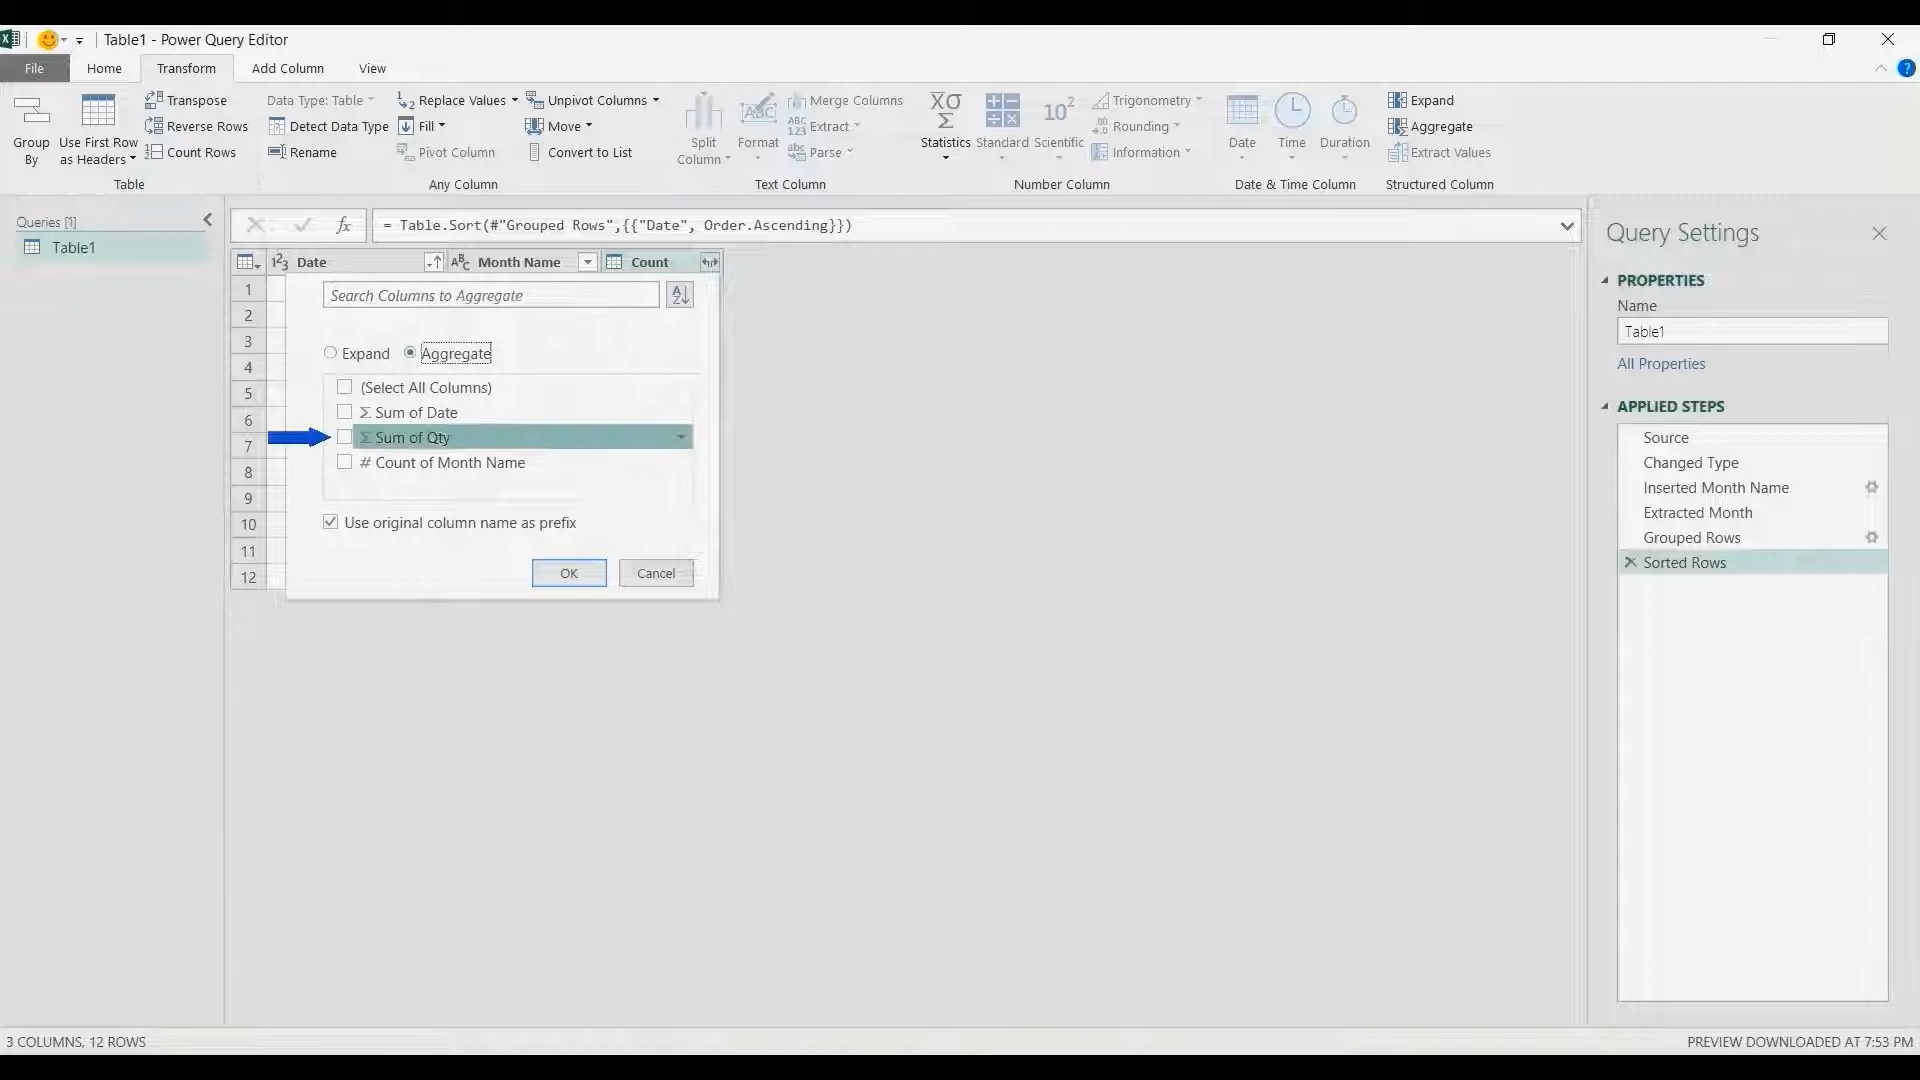 Table1 - Power Query Editor
File
Home
Transform
Add Column
View
Group By
Use First Row as Headers
Transpose
Reverse Rows
Count Rows
Table
Data Type: Table
Detect Data Type
Rename
Replace Values
Fill
Pivot Column
Unpivot Columns
Move
Convert to List
Any Column
Split Column
Format
Merge Columns
Extract
Parse
Text Column
Statistics
Standard
Scientific
Trigonometry
Rounding
Information
Number Column
Date
Time
Duration
Date & Time Column
Expand
Aggregate
Extract Values
Structured Column
Queries [1]
Table1
fx
= Table.Sort(#"Grouped Rows",{{"Date", Order.Ascending}})
Date
Month Name
Count
1
2
3
4
5
6
7
8
9
10
11
12
Search Columns to Aggregate
Expand
Aggregate
(Select All Columns)
Σ Sum of Date
Σ Sum of Qty
# Count of Month Name
Use original column name as prefix
OK
Cancel
Query Settings
PROPERTIES
Name
Table1
All Properties
APPLIED STEPS
Source
Changed Type
Inserted Month Name
Extracted Month
Grouped Rows
Sorted Rows
3 COLUMNS, 12 ROWS
PREVIEW DOWNLOADED AT 7:53 PM